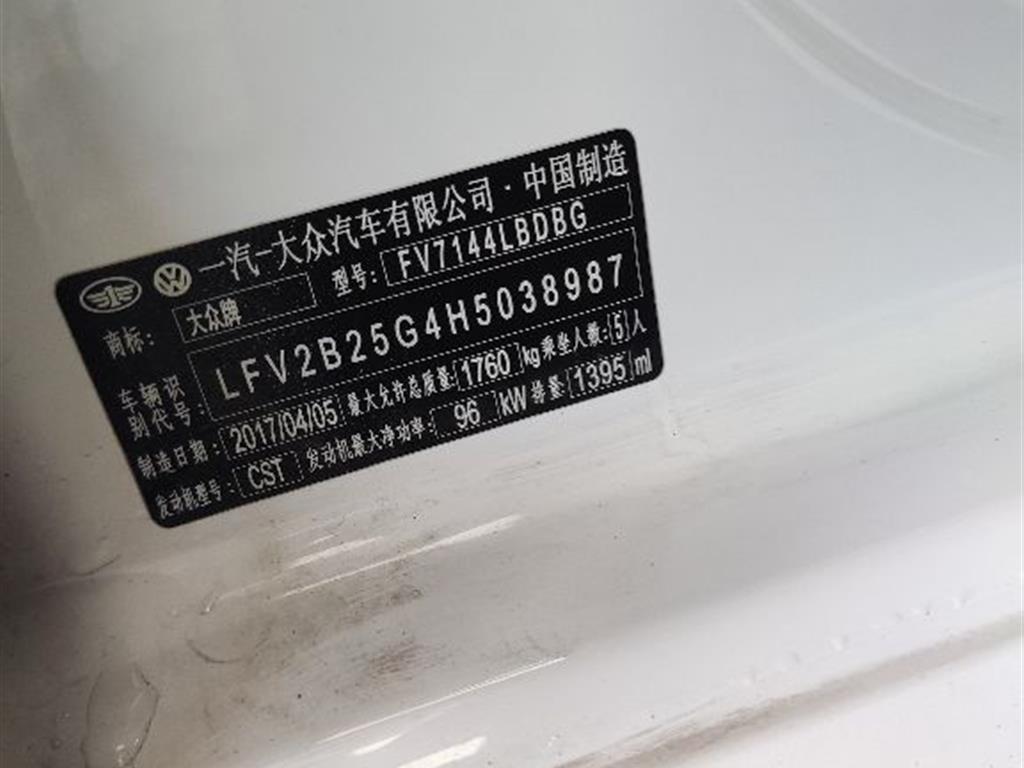 一汽-大众汽车有限公司·中国制造
商标: 大众牌 型号: FV7144LBDBG
车辆识别代号: LFV2B25G4H5038987
制造日期: 2017/04/05 最大允许总质量: 1760 kg 乘坐人数: 5 人
发动机型号: CST 发动机最大净功率: 96 kW 排量: 1395 ml